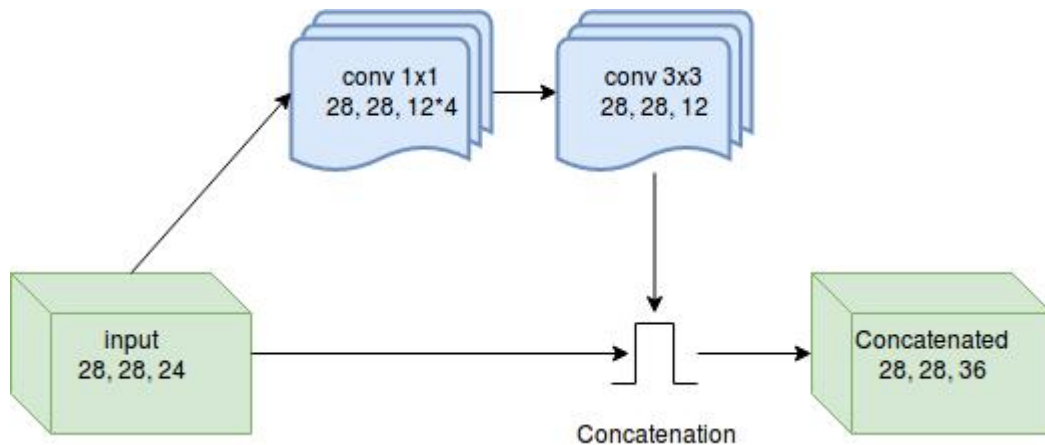 conv 1x1
28, 28, 12*4
conv 3x3
28, 28, 12
input
28, 28, 24
Concatenated
28, 28, 36
Concatenation